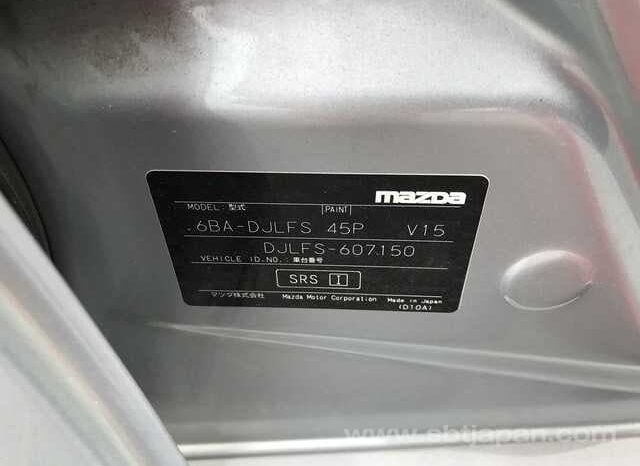 mazda
MODEL: 型式 PAINT
.6BA-DJLFS 45P V15
DJLFS-607150
VEHICLE ID.NO.: 車台番号
SRS I
マツダ株式会社 Mazda Motor Corporation Made in Japan
(D10A)
www.ebtjapan.com